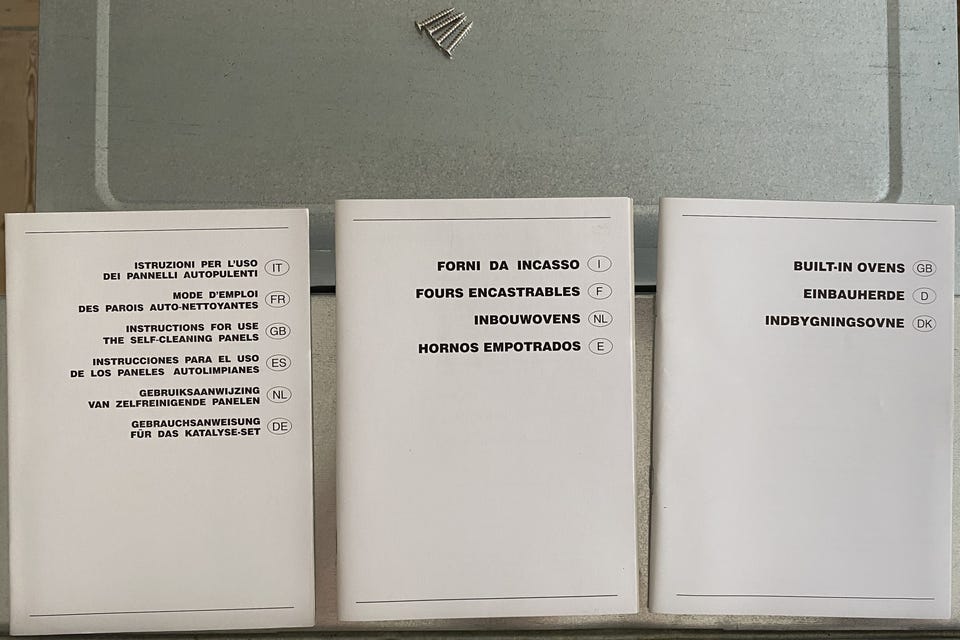 ISTRUZIONI PER L'USO
DEI PANNELLI AUTOPULENTI IT
MODE D'EMPLOI
DES PAROIS AUTO-NETTOYANTES FR
INSTRUCTIONS FOR USE
THE SELF-CLEANING PANELS GB
INSTRUCCIONES PARA EL USO
DE LOS PANELES AUTOLIMPIANES ES
GEBRUIKSAANWIJZING
VAN ZELFREINIGENDE PANELEN NL
GEBRAUCHSANWEISUNG
FÜR DAS KATALYSE-SET DE
FORNI DA INCASSO I
FOURS ENCASTRABLES F
INBOUWOVENS NL
HORNOS EMPOTRADOS E
BUILT-IN OVENS GB
EINBAUHERDE D
INDBYGNINGSOVNE DK